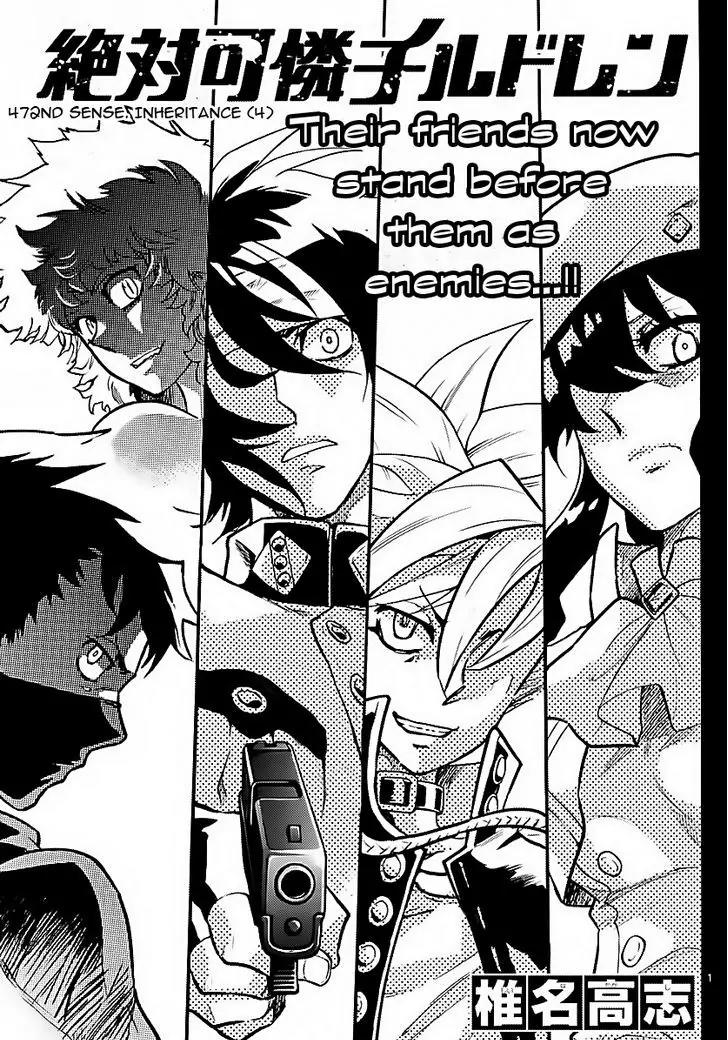 絶対可憐チルドレン
472ND SENSE: INHERITANCE (4)
Their friends now
stand before
them as
enemies...!!
1
椎名高志